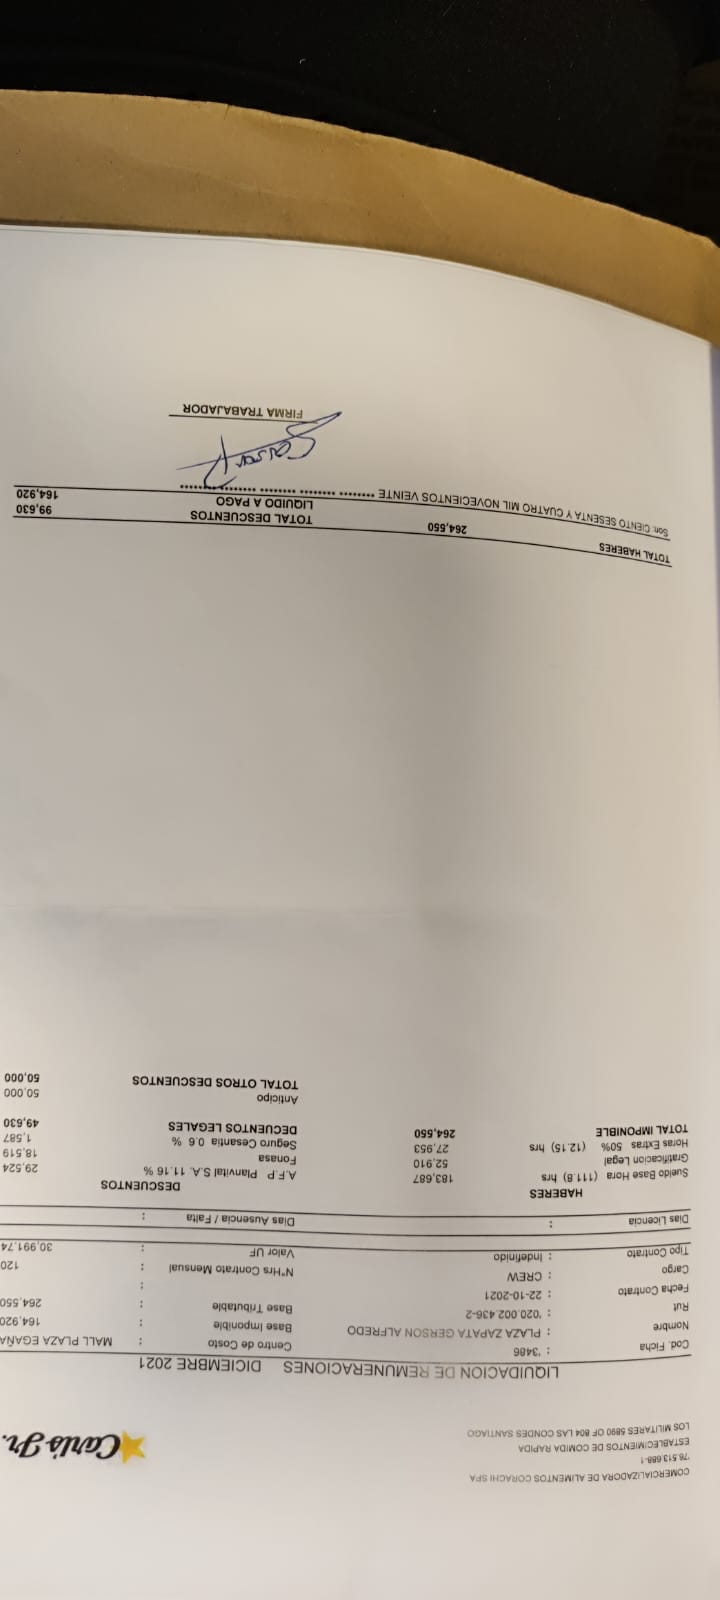 COMERCIALIZADORA DE ALIMENTOS CORACHI SPA
'76.513.688-1
ESTABLECIMIENTOS DE COMIDA RAPIDA
LOS MILITARES 5890 OF 804 LAS CONDES SANTIAGO
Carl's Jr.
LIQUIDACION DE REMUNERACIONES DICIEMBRE 2021
Cod. Ficha : '3486
Nombre : PLAZA ZAPATA GERSON ALFREDO
Rut : '020.002.436-2
Fecha Contrato : 22-10-2021
Cargo : CREW
Tipo Contrato : Indefinido
Centro de Costo : MALL PLAZA EGAÑA
Base Imponible : 164,920
Base Tributable : 264,550
:
N°Hrs Contrato Mensual : 120
Valor UF : 30,991.74
Dias Licencia :
Dias Ausencia / Falta :
HABERES
Sueldo Base Hora (111.8) hrs 183,687
Gratificacion Legal 52,910
Horas Extras 50% (12.15) hrs 27,953
TOTAL IMPONIBLE 264,550
DESCUENTOS
A.F.P Planvital S.A. 11.16 % 29,524
Fonasa 18,519
Seguro Cesantia 0.6 % 1,587
DECUENTOS LEGALES 49,630
Anticipo 50,000
TOTAL OTROS DESCUENTOS 50,000
TOTAL HABERES 264,550
TOTAL DESCUENTOS 99,630
LIQUIDO A PAGO 164,920
Son: CIENTO SESENTA Y CUATRO MIL NOVECIENTOS VEINTE ******** ******** ******** ******** ********
Gerson P
FIRMA TRABAJADOR